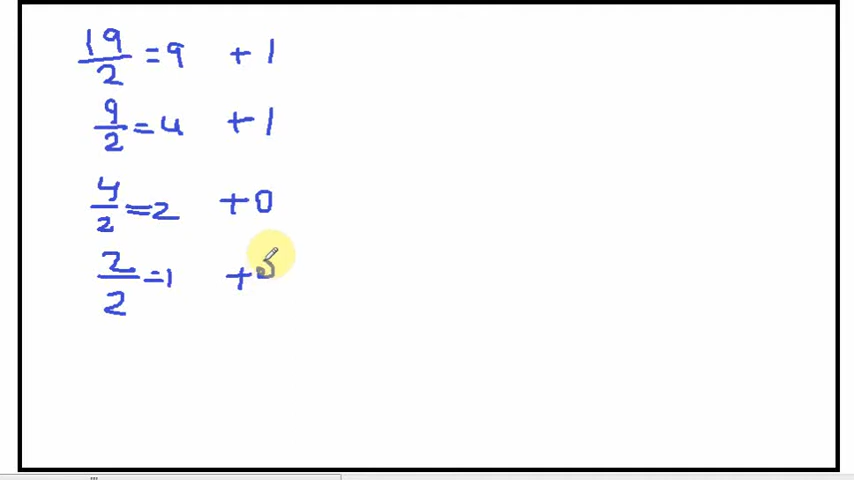 19/2 = 9 + 1
9/2 = 4 + 1
4/2 = 2 + 0
2/2 = 1 +